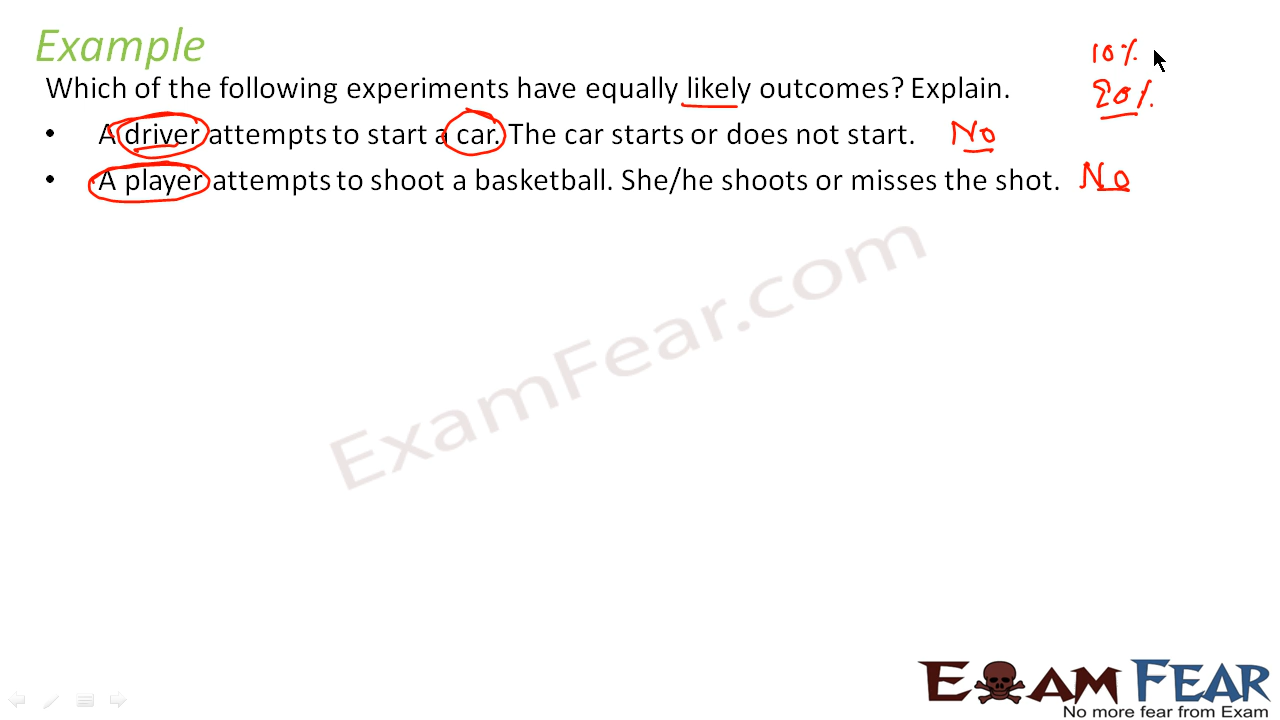 Example
10%
Which of the following experiments have equally likely outcomes? Explain.
20%
• A driver attempts to start a car. The car starts or does not start. No
• A player attempts to shoot a basketball. She/he shoots or misses the shot. No
ExamFear.com
EXAM FEAR
No more fear from Exam